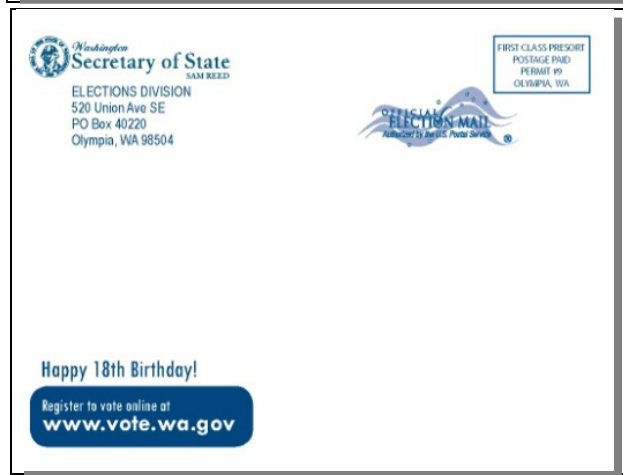 Washington
Secretary of State
SAM REED
ELECTIONS DIVISION
520 Union Ave SE
PO Box 40220
Olympia, WA 98504
FIRST CLASS PRESORT
POSTAGE PAID
PERMIT #9
OLYMPIA, WA
OFFICIAL
ELECTION MAIL
Authorized by the U.S. Postal Service
®
Happy 18th Birthday!
Register to vote online at
www.vote.wa.gov